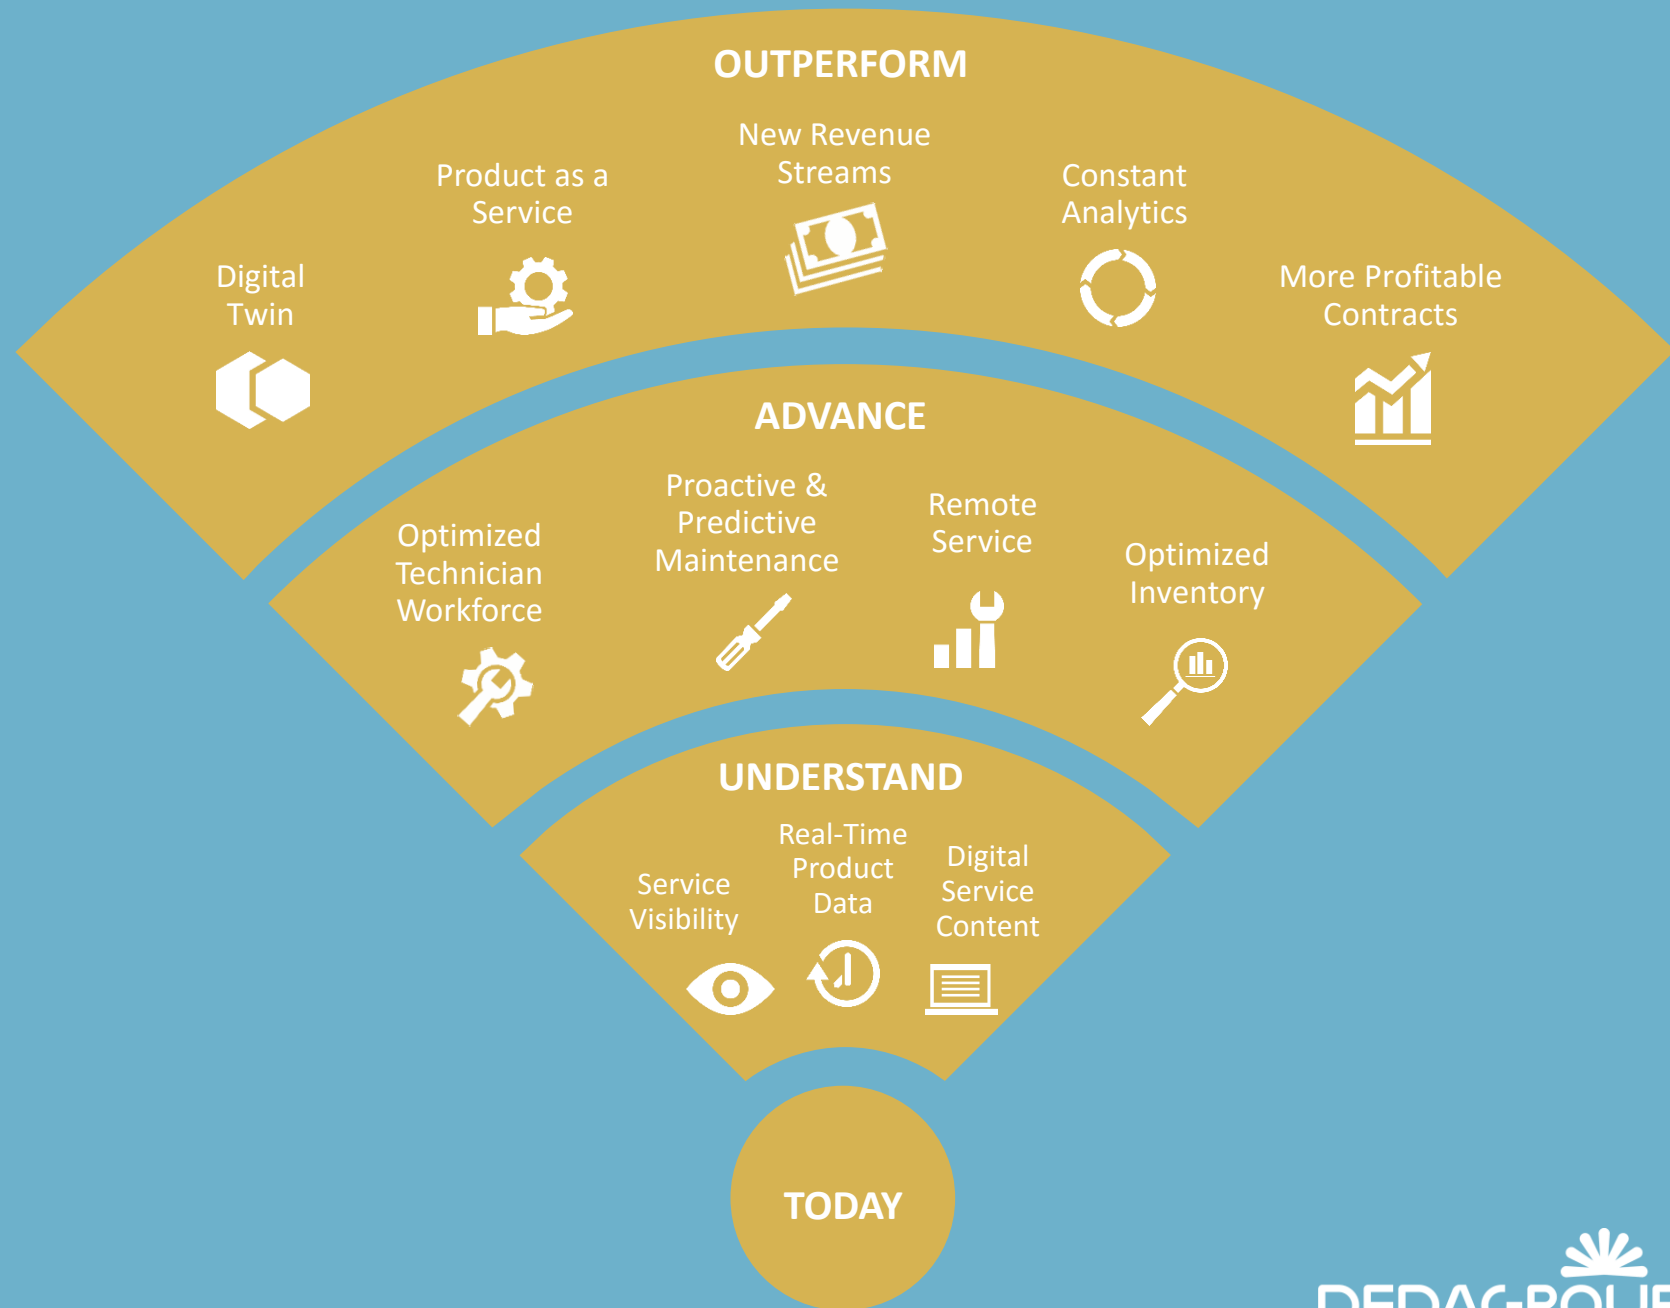 OUTPERFORM
New Revenue
Streams
Product as a
Service
Constant
Analytics
Digital
Twin
More Profitable
Contracts
ADVANCE
Proactive &
Predictive
Maintenance
Remote
Service
Optimized
Technician
Workforce
Optimized
Inventory
UNDERSTAND
Real-Time
Product
Data
Digital
Service
Content
Service
Visibility
TODAY